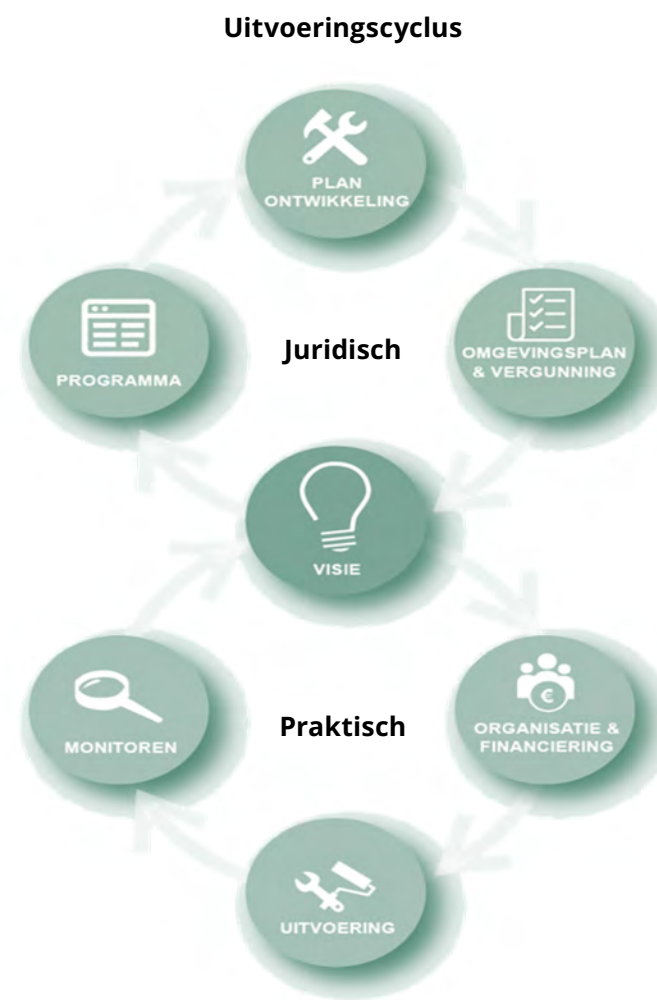 Uitvoeringscyclus
PLAN
ONTWIKKELING
PROGRAMMA
Juridisch
OMGEVINGSPLAN
& VERGUNNING
VISIE
MONITOREN
Praktisch
ORGANISATIE &
FINANCIERING
€
UITVOERING